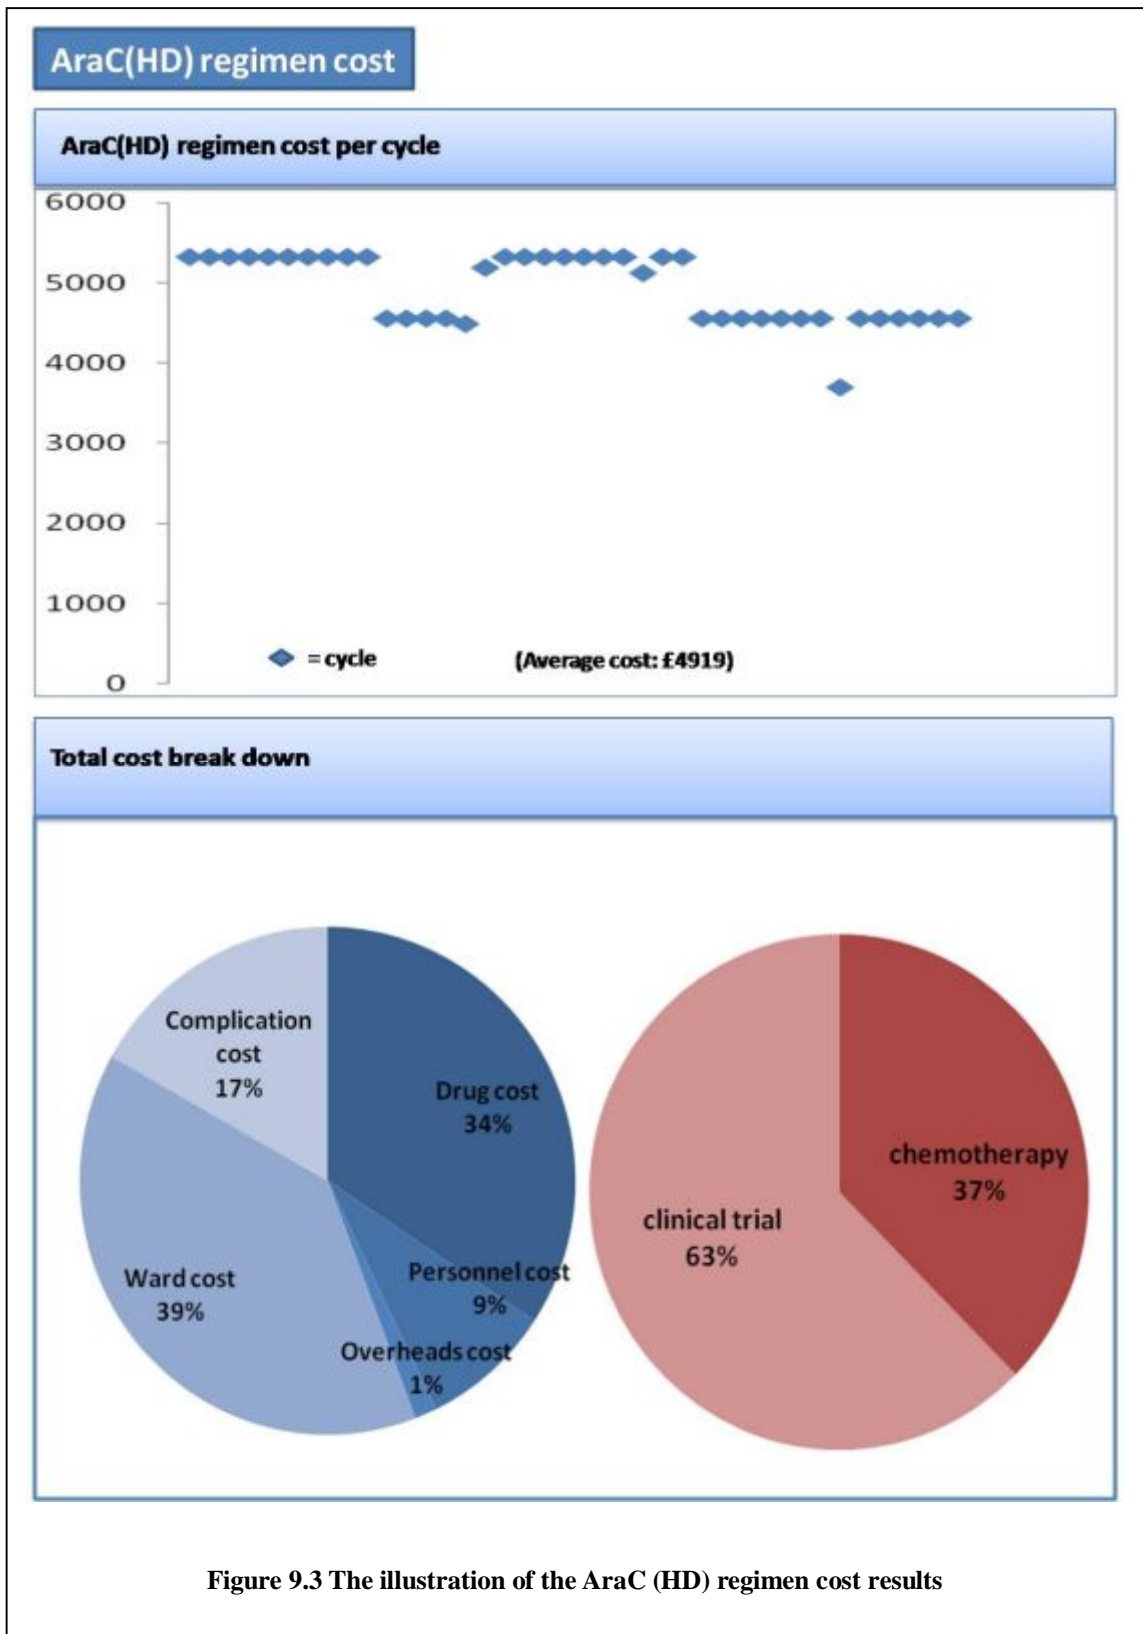 AraC(HD) regimen cost
AraC(HD) regimen cost per cycle
6000
5000
4000
3000
2000
1000
0
= cycle
(Average cost: £4919)
Total cost break down
Complication
cost
17%
Drug cost
34%
Personnel cost
9%
Overheads cost
1%
Ward cost
39%
chemotherapy
37%
clinical trial
63%
Figure 9.3 The illustration of the AraC (HD) regimen cost results